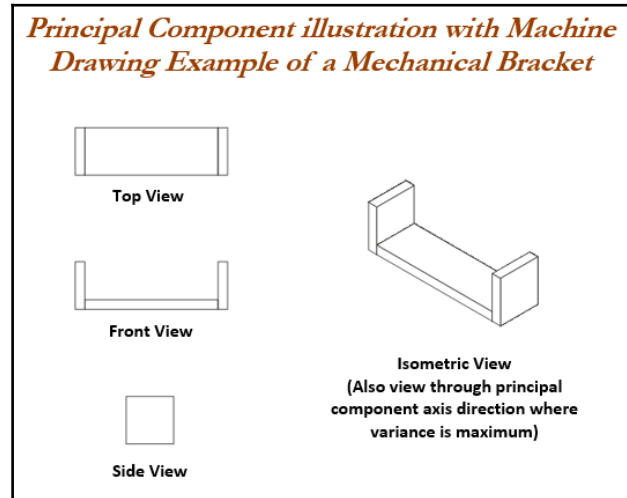 Principal Component illustration with Machine
Drawing Example of a Mechanical Bracket
Top View
Front View
Side View
Isometric View
(Also view through principal
component axis direction where
variance is maximum)